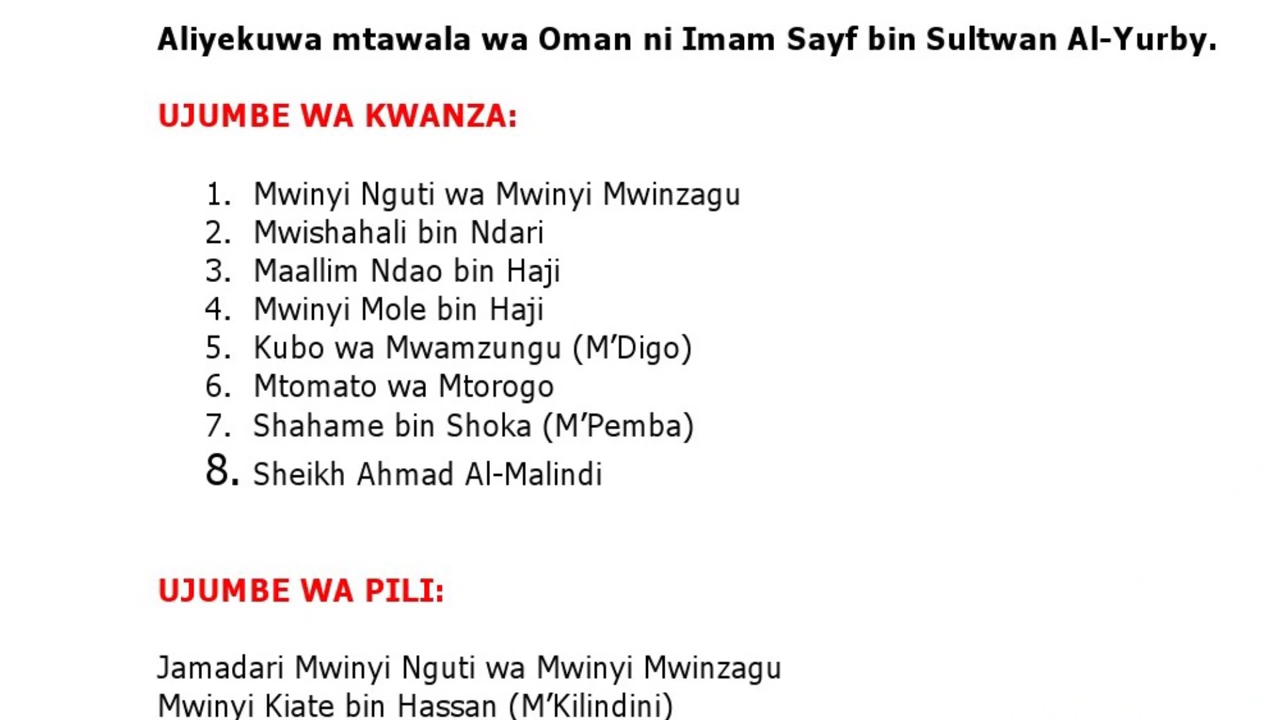 Aliyekuwa mtawala wa Oman ni Imam Sayf bin Sultwan Al-Yurby.
UJUMBE WA KWANZA:
1. Mwinyi Nguti wa Mwinyi Mwinzagu
2. Mwishahali bin Ndari
3. Maallim Ndao bin Haji
4. Mwinyi Mole bin Haji
5. Kubo wa Mwamzungu (M’Digo)
6. Mtomato wa Mtorogo
7. Shahame bin Shoka (M’Pemba)
8. Sheikh Ahmad Al-Malindi
UJUMBE WA PILI:
Jamadari Mwinyi Nguti wa Mwinyi Mwinzagu
Mwinyi Kiate bin Hassan (M’Kilindini)